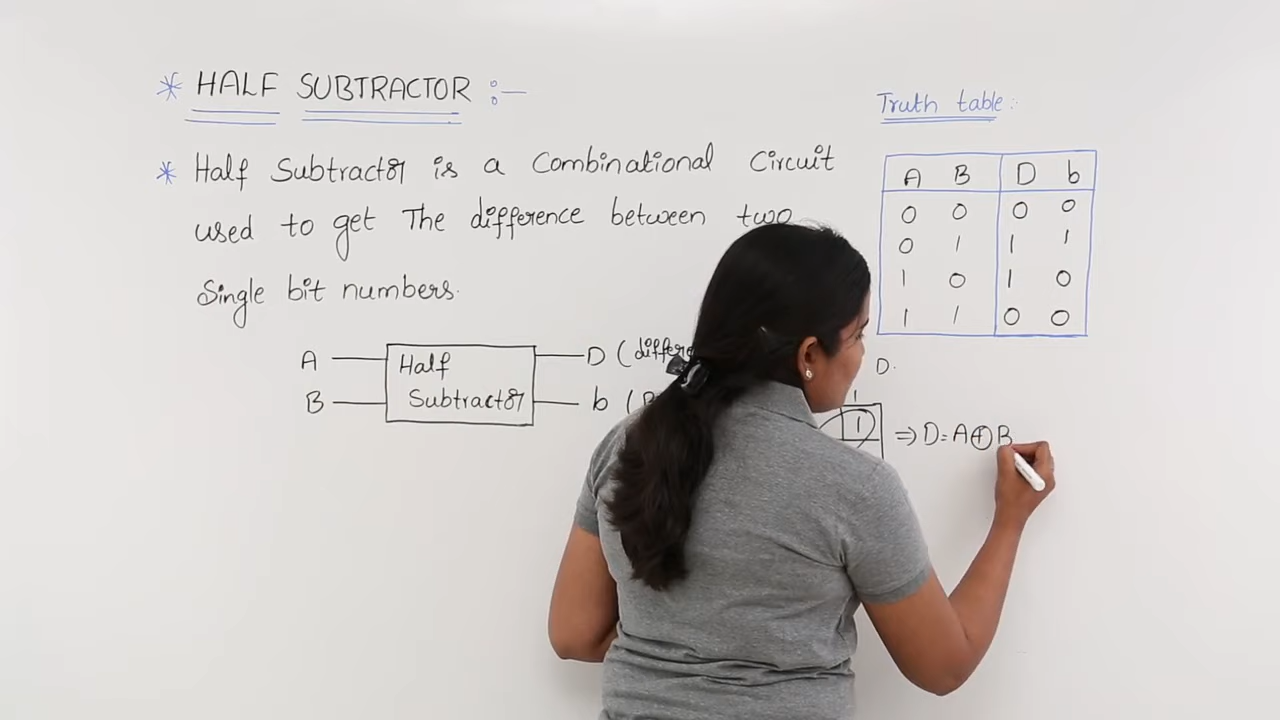 * HALF SUBTRACTOR :-
* Half Subtractor is a Combinational Circuit
used to get The difference between two
Single bit numbers.
A
B
Half
Subtractor
D (differe
b (B
Truth table:
A B D b
0 0 0 0
0 1 1 1
1 0 1 0
1 1 0 0
D.
1
1
⇒ D = A ⊕ B